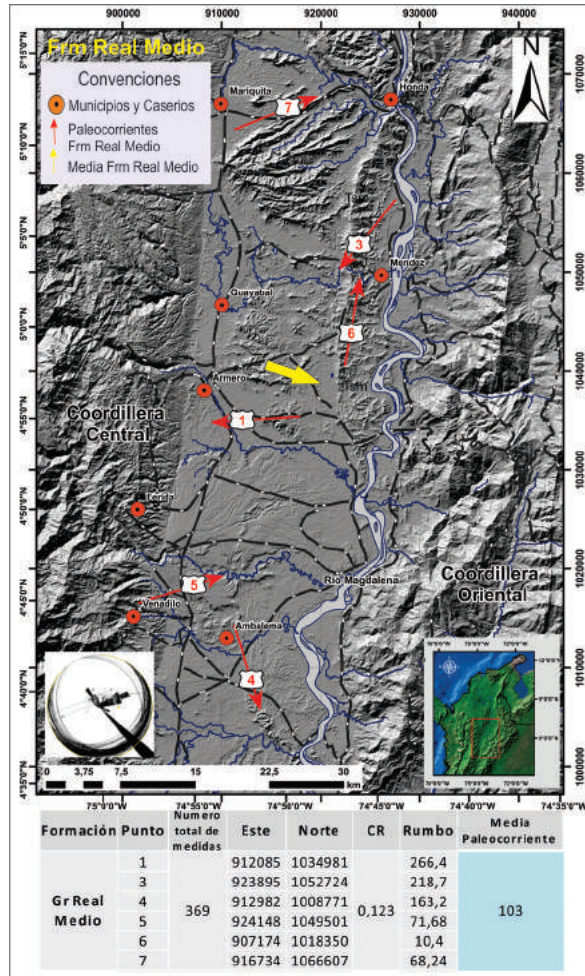 900000 910000 920000 930000 940000
Frm Real Medio
Convenciones
Municipios y Caserios
Paleocorrientes
Frm Real Medio
Media Frm Real Medio
N
5°15'0"N
5°10'0"N
5°5'0"N
5°0'0"N
4°55'0"N
4°50'0"N
4°45'0"N
4°40'0"N
4°35'0"N
1070000
1060000
1050000
1040000
1030000
1020000
1010000
1000000
Mariquita
7
Honda
3
Mendez
Guayabal
6
Armero
1
Coordillera
Central
Lerida
5
Rio Magdalena
Coordillera
Oriental
Venadilo
Ambalema
4
0 3,75 7,5 15 22,5 30
km
75°0'0"W 74°55'0"W 74°50'0"W 74°45'0"W 74°40'0"W 74°35'0"W
Formación Punto Numero total de medidas Este Norte CR Rumbo Media Paleocorriente
Gr Real Medio 369 0,123 103
1 912085 1034981 266,4
3 923895 1052724 218,7
4 912982 1008771 163,2
5 924148 1049501 71,68
6 907174 1018350 10,4
7 916734 1066607 68,24